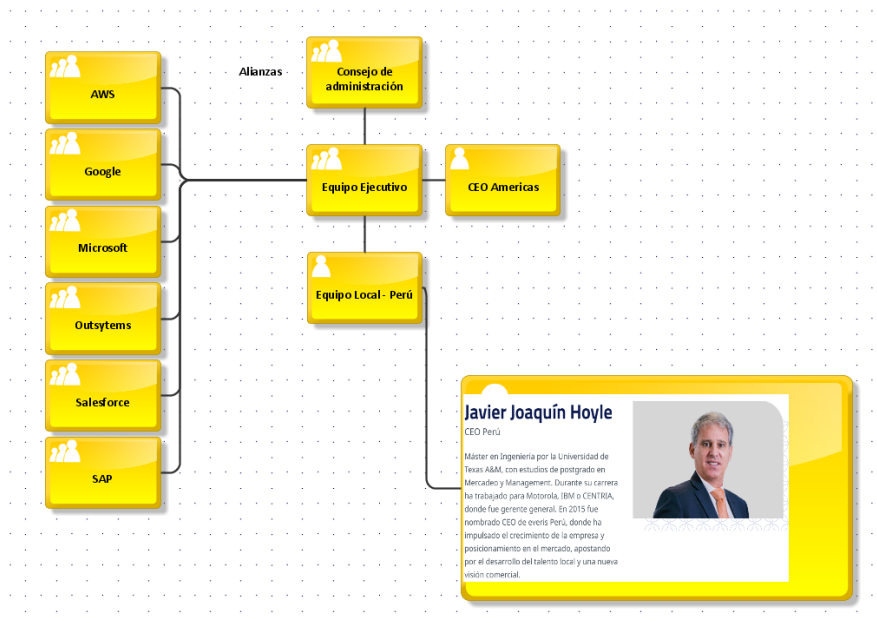 Alianzas
Consejo de
administración
AWS
Google
Equipo Ejecutivo
CEO Americas
Microsoft
Equipo Local - Perú
Outsytems
Salesforce
SAP
Javier Joaquín Hoyle
CEO Perú
Máster en Ingeniería por la Universidad de
Texas A&M, con estudios de postgrado en
Mercadeo y Management. Durante su carrera
ha trabajado para Motorola, IBM o CENTRIA,
donde fue gerente general. En 2015 fue
nombrado CEO de everis Perú, donde ha
impulsado el crecimiento de la empresa y
posicionamiento en el mercado, apostando
por el desarrollo del talento local y una nueva
visión comercial.